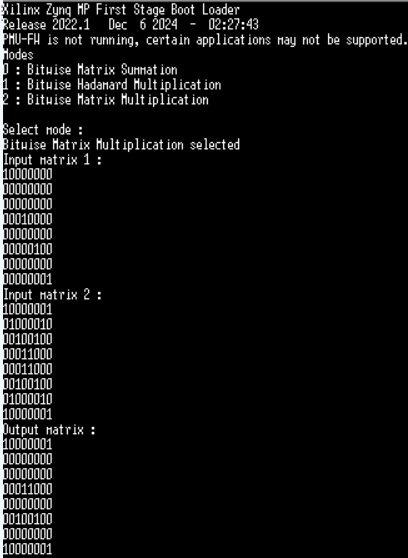 Xilinx Zynq MP First Stage Boot Loader
Release 2022.1   Dec  6 2024  -  02:27:43
PMU-FW is not running, certain applications may not be supported.
Modes
0 : Bitwise Matrix Summation
1 : Bitwise Hadamard Multiplication
2 : Bitwise Matrix Multiplication
Select mode :
Bitwise Matrix Multiplication selected
Input matrix 1 :
10000000
00000000
00000000
00010000
00000000
00000100
00000000
00000001
Input matrix 2 :
10000001
01000010
00100100
00011000
00011000
00100100
01000010
10000001
Output matrix :
10000001
00000000
00000000
00011000
00000000
00100100
00000000
10000001